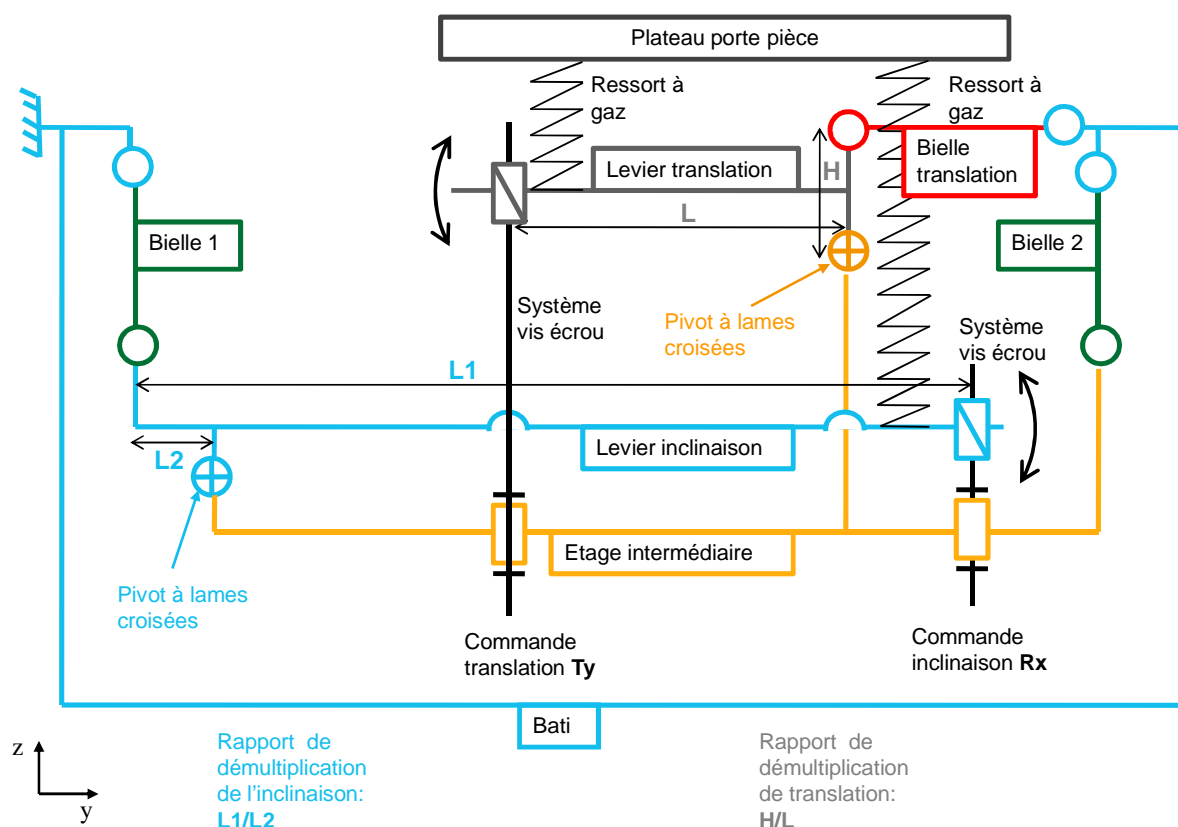 Plateau porte pièce
Ressort à
gaz
Ressort à
gaz
Levier translation
H
Bielle
translation
L
Bielle 1
Bielle 2
Système
vis écrou
Pivot à lames
croisées
Système
vis écrou
L1
Levier inclinaison
L2
Etage intermédiaire
Pivot à lames
croisées
Commande
translation Ty
Commande
inclinaison Rx
Bati
z
y
Rapport de
démultiplication
de l'inclinaison:
L1/L2
Rapport de
démultiplication
de translation:
H/L